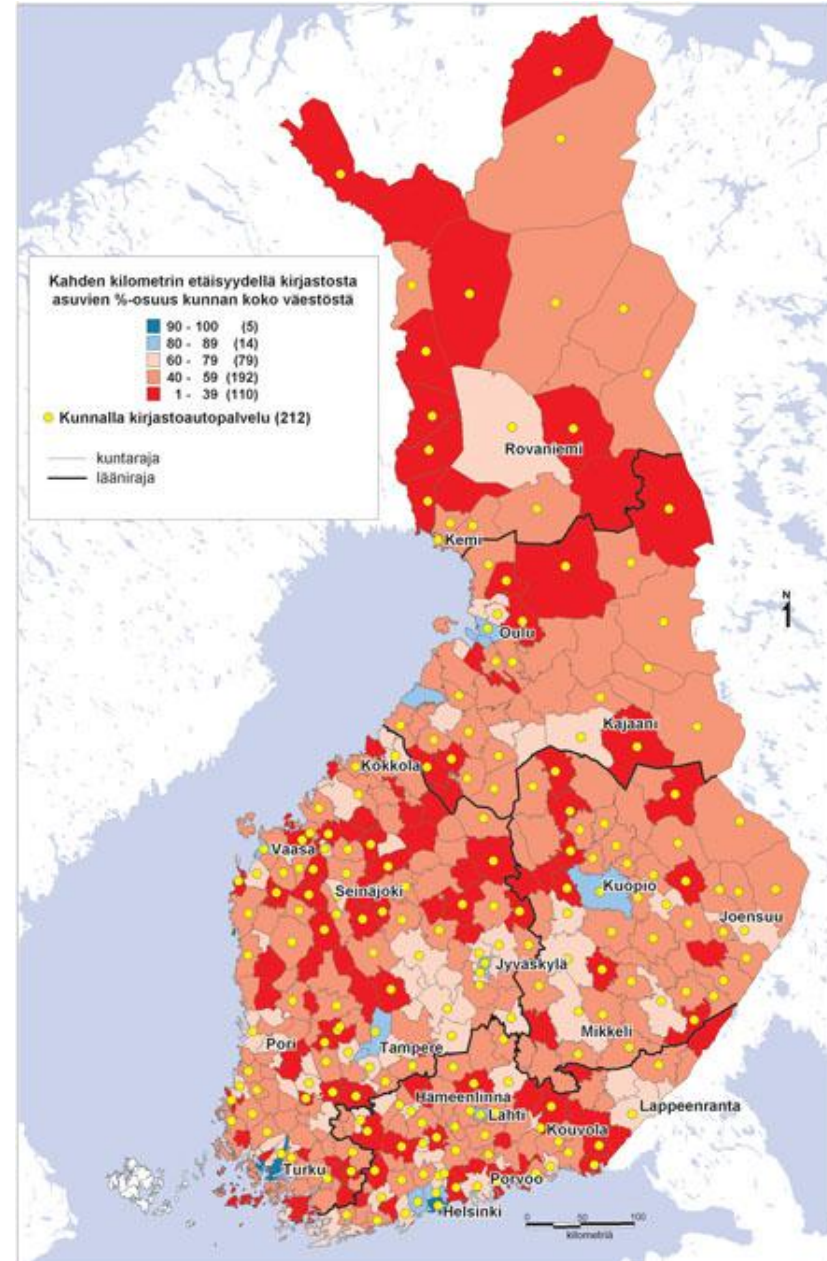 Kahden kilometrin etäisyydellä kirjastosta
asuvien %-osuus kunnan koko väestöstä
90 - 100 (5)
80 - 89 (14)
60 - 79 (79)
40 - 59 (192)
1 - 39 (110)
Kunnalla kirjastoautopalvelu (212)
kuntaraja
lääniraja
Rovaniemi
Kemi
N
Oulu
Kajaani
Kokkola
Vaasa
Kuopio
Seinäjoki
Joensuu
Jyväskylä
Mikkeli
Pori
Tampere
Hämeenlinna
Lahti
Lappeenranta
Kouvola
Turku
Porvoo
Helsinki
0 50 100
kilometriä